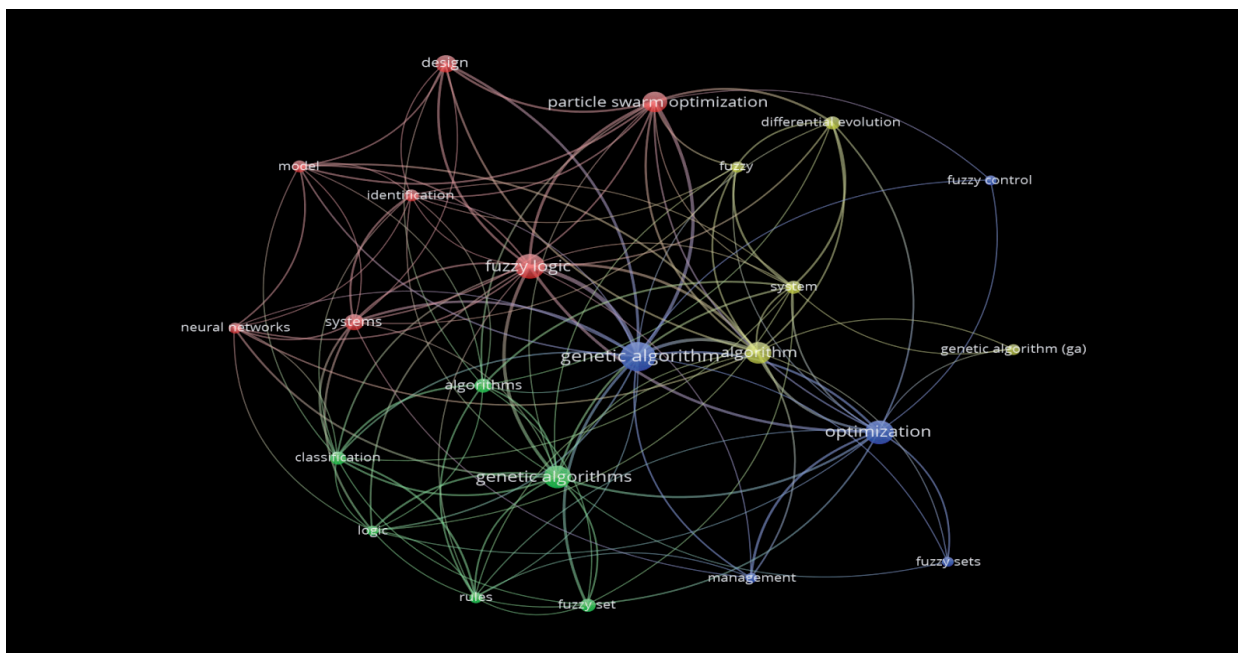 design
particle swarm optimization
differential evolution
model
fuzzy
fuzzy control
identification
fuzzy logic
system
neural networks
systems
genetic algorithm
algorithm
genetic algorithm (ga)
algorithms
optimization
classification
genetic algorithms
logic
fuzzy sets
management
rules
fuzzy set